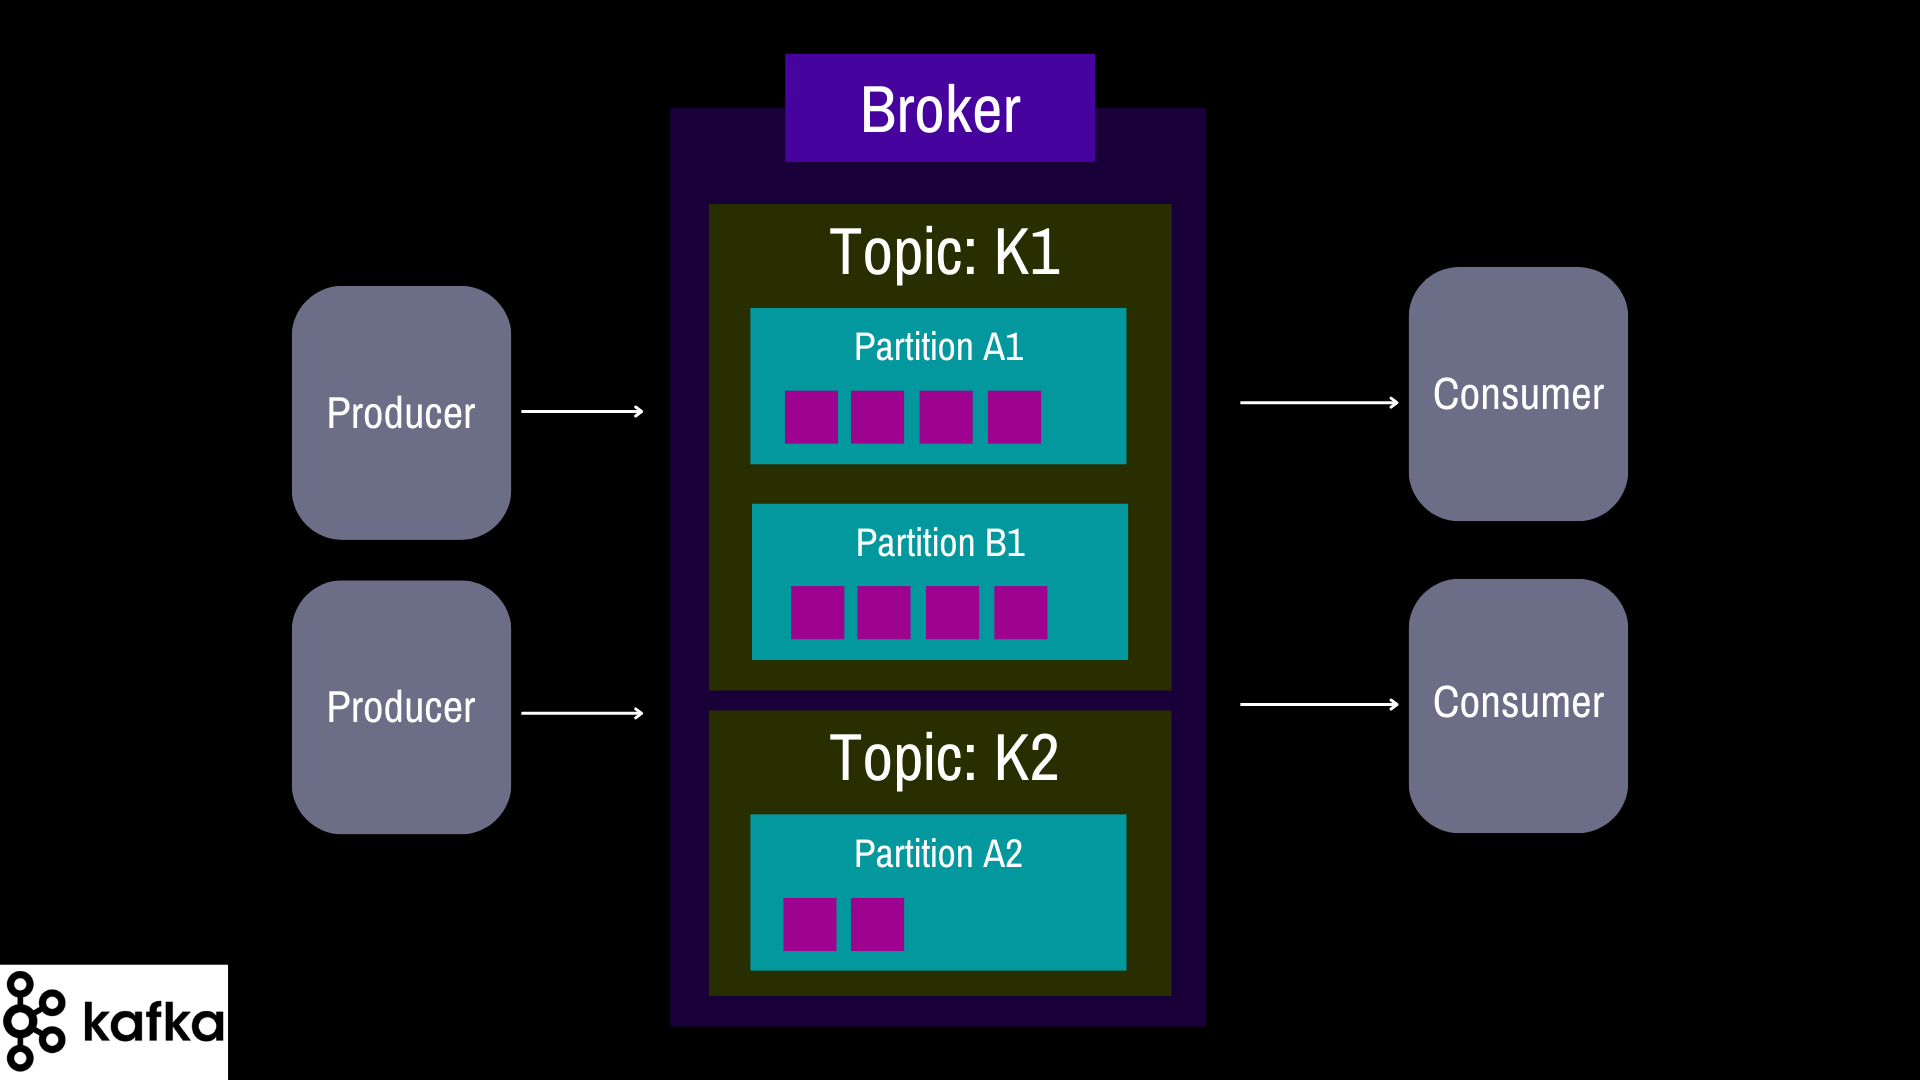 Broker
Topic: K1
Partition A1
Producer
Consumer
Partition B1
Producer
Consumer
Topic: K2
Partition A2
kafka